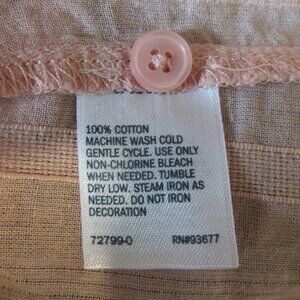 100% COTTON
MACHINE WASH COLD
GENTLE CYCLE. USE ONLY
NON-CHLORINE BLEACH
WHEN NEEDED. TUMBLE
DRY LOW. STEAM IRON AS
NEEDED. DO NOT IRON
DECORATION
72799-0 RN#93677